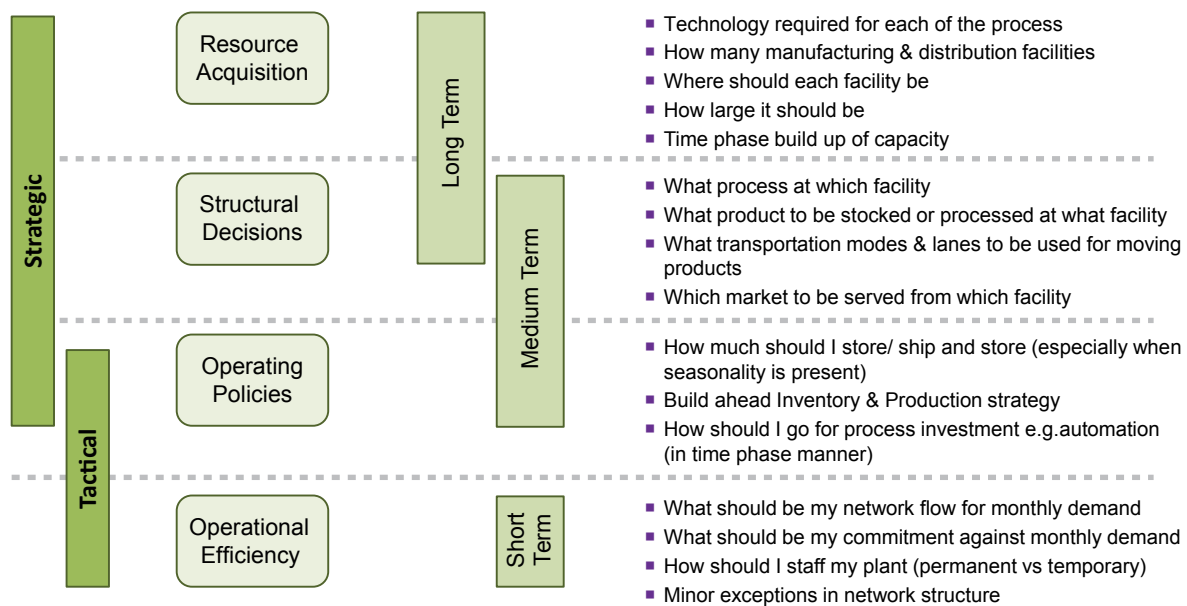 Strategic
Tactical
Resource
Acquisition
Structural
Decisions
Operating
Policies
Operational
Efficiency
Long Term
Medium Term
Short
Term
Technology required for each of the process
How many manufacturing & distribution facilities
Where should each facility be
How large it should be
Time phase build up of capacity
What process at which facility
What product to be stocked or processed at what facility
What transportation modes & lanes to be used for moving
products
Which market to be served from which facility
How much should I store/ ship and store (especially when
seasonality is present)
Build ahead Inventory & Production strategy
How should I go for process investment e.g.automation
(in time phase manner)
What should be my network flow for monthly demand
What should be my commitment against monthly demand
How should I staff my plant (permanent vs temporary)
Minor exceptions in network structure